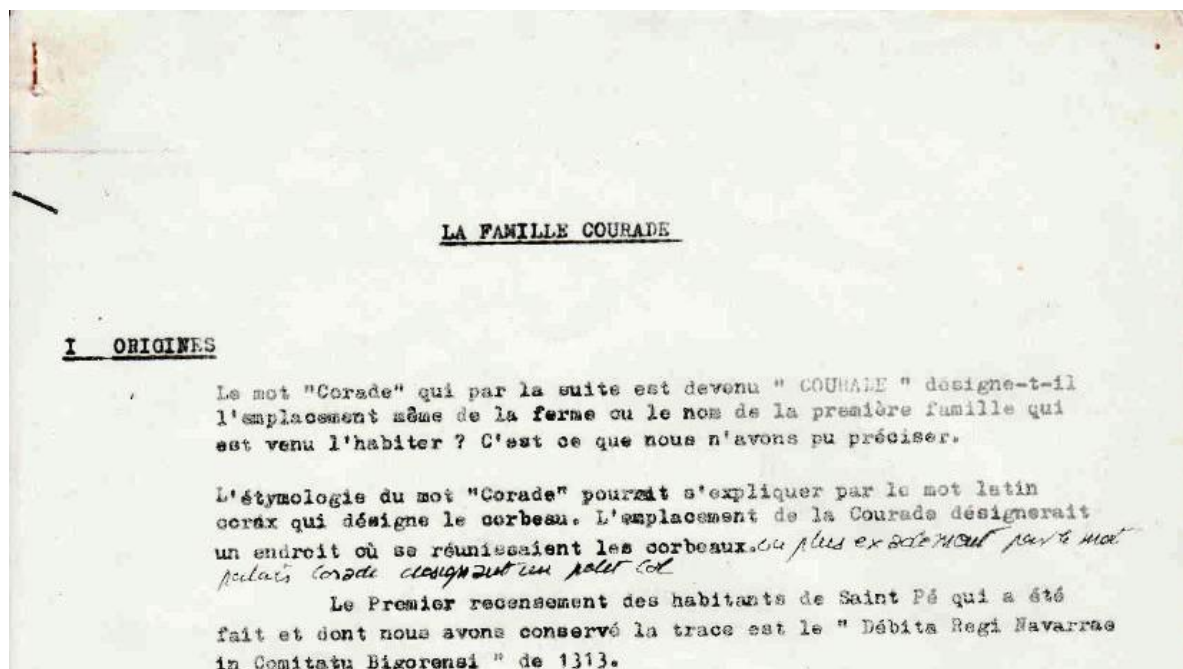 LA FAMILLE COURADE
I ORIGINES
Le mot "Corade" qui par la suite est devenu " COURALE " désigne-t-il
l'emplacement même de la ferme ou le nom de la première famille qui
est venu l'habiter ? C'est ce que nous n'avons pu préciser.
L'étymologie du mot "Corade" pourait s'expliquer par le mot latin
corax qui désigne le corbeau. L'emplacement de la Courade désignerait
un endroit où se réunissaient les corbeaux. ou plus exactement par le mot
patois Corade designant un petit col
Le Premier recensement des habitants de Saint Pé qui a été
fait et dont nous avons conservé la trace est le " Débita Regi Navarrae
in Comitatu Bigorensi " de 1313.